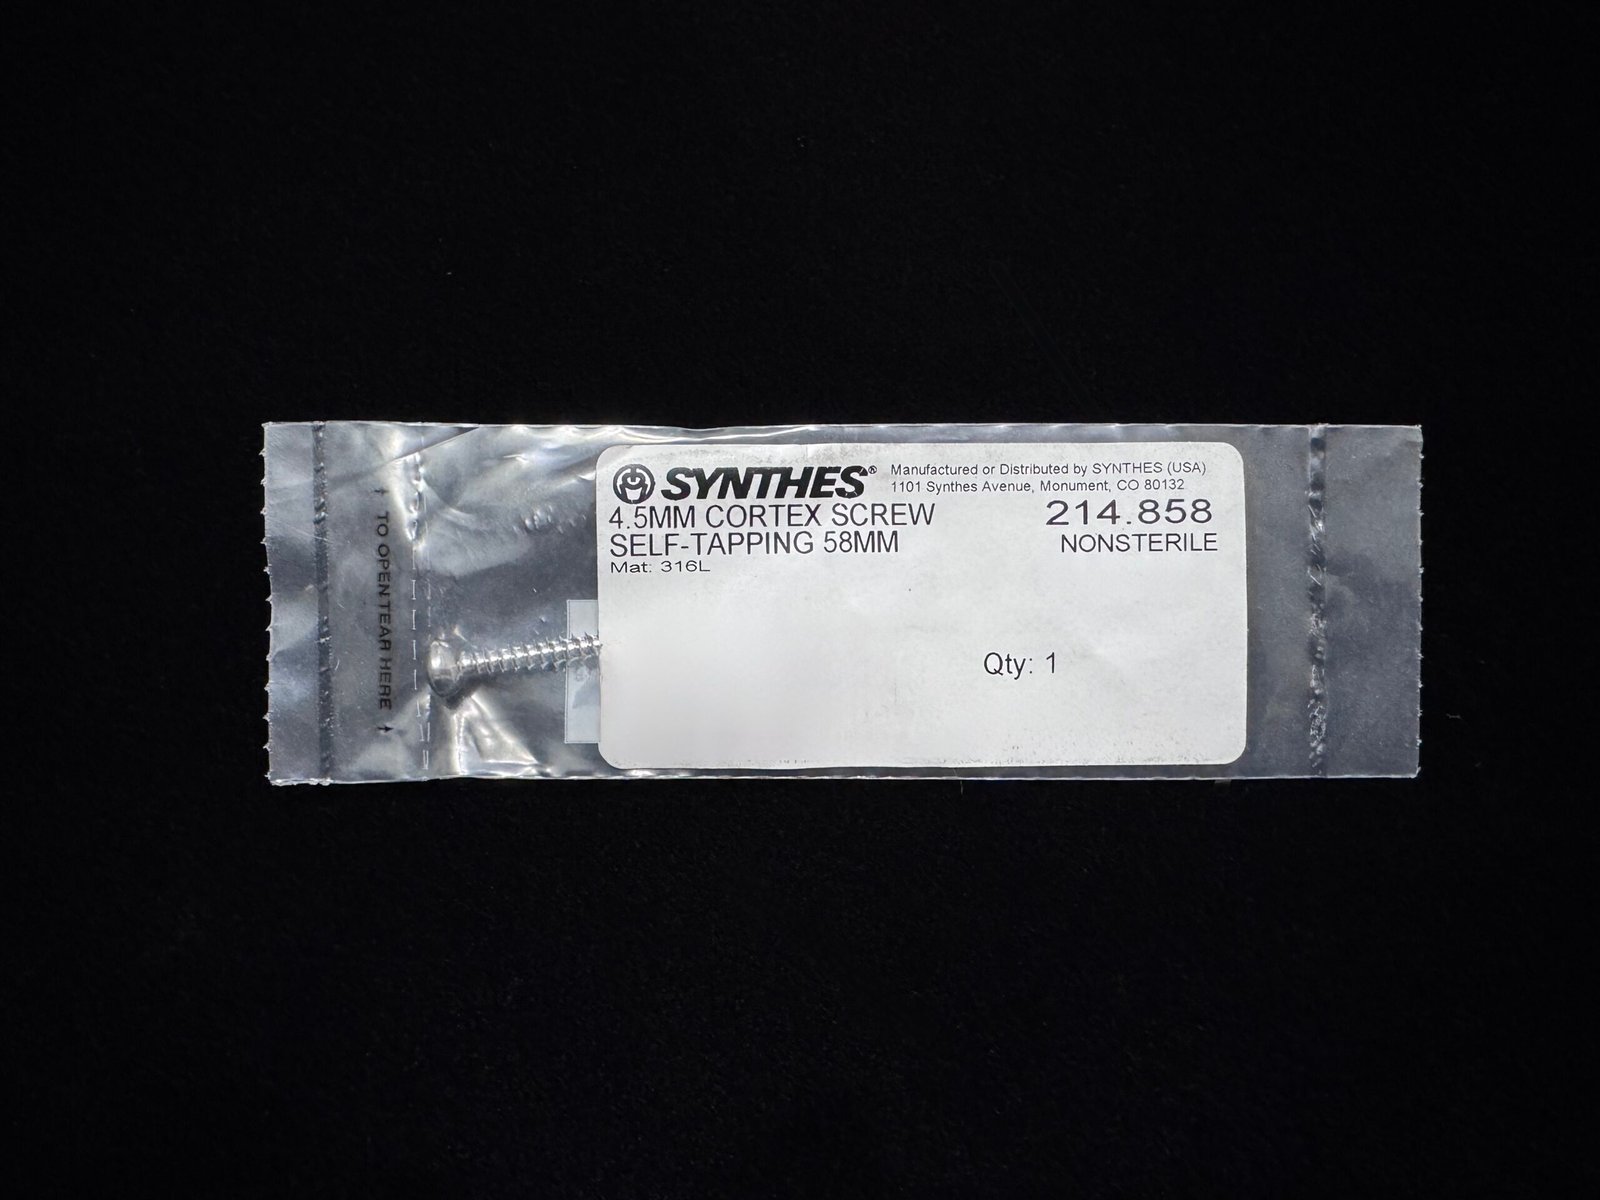 SYNTHES®
Manufactured or Distributed by SYNTHES (USA)
1101 Synthes Avenue, Monument, CO 80132
4.5MM CORTEX SCREW
214.858
SELF-TAPPING 58MM
NONSTERILE
Mat: 316L
Qty: 1
TO OPEN TEAR HERE